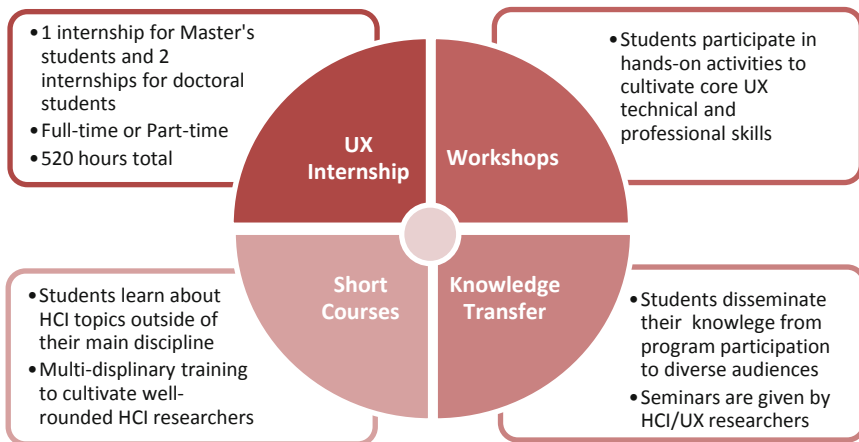 •1 internship for Master's
students and 2
internships for doctoral
students
•Full-time or Part-time
•520 hours total
•Students participate in
hands-on activities to
cultivate core UX
technical and
professional skills
UX
Internship
Workshops
Short
Courses
Knowledge
Transfer
•Students learn about
HCI topics outside of
their main discipline
•Multi-displinary training
to cultivate well-
rounded HCI researchers
•Students disseminate
their knowlege from
program participation
to diverse audiences
•Seminars are given by
HCI/UX researchers